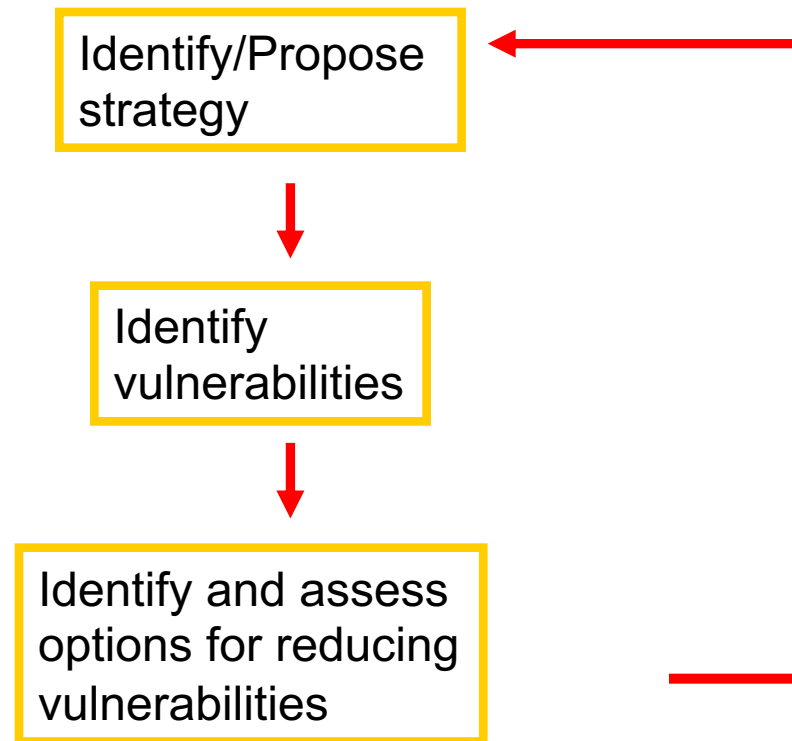 Identify/Propose
strategy
Identify
vulnerabilities
Identify and assess
options for reducing
vulnerabilities